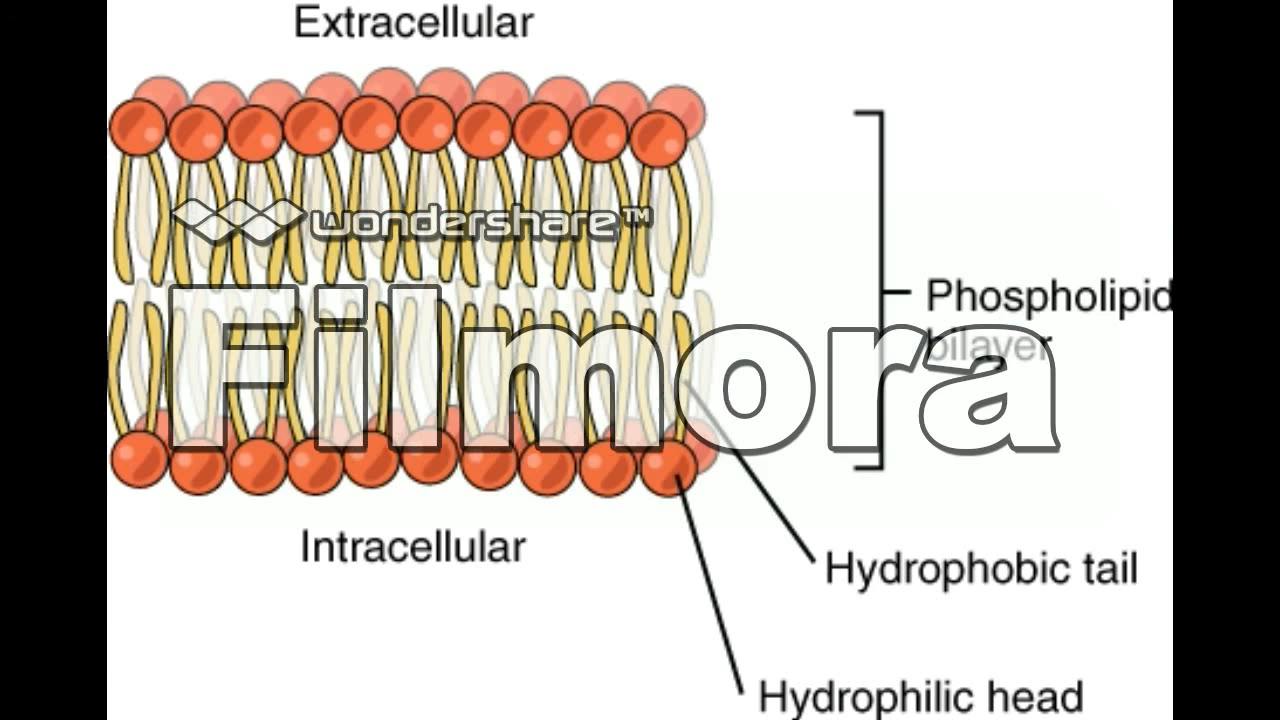 Extracellular
wondershare™
Filmora
Phospholipid
bilayer
Intracellular
Hydrophobic tail
Hydrophilic head